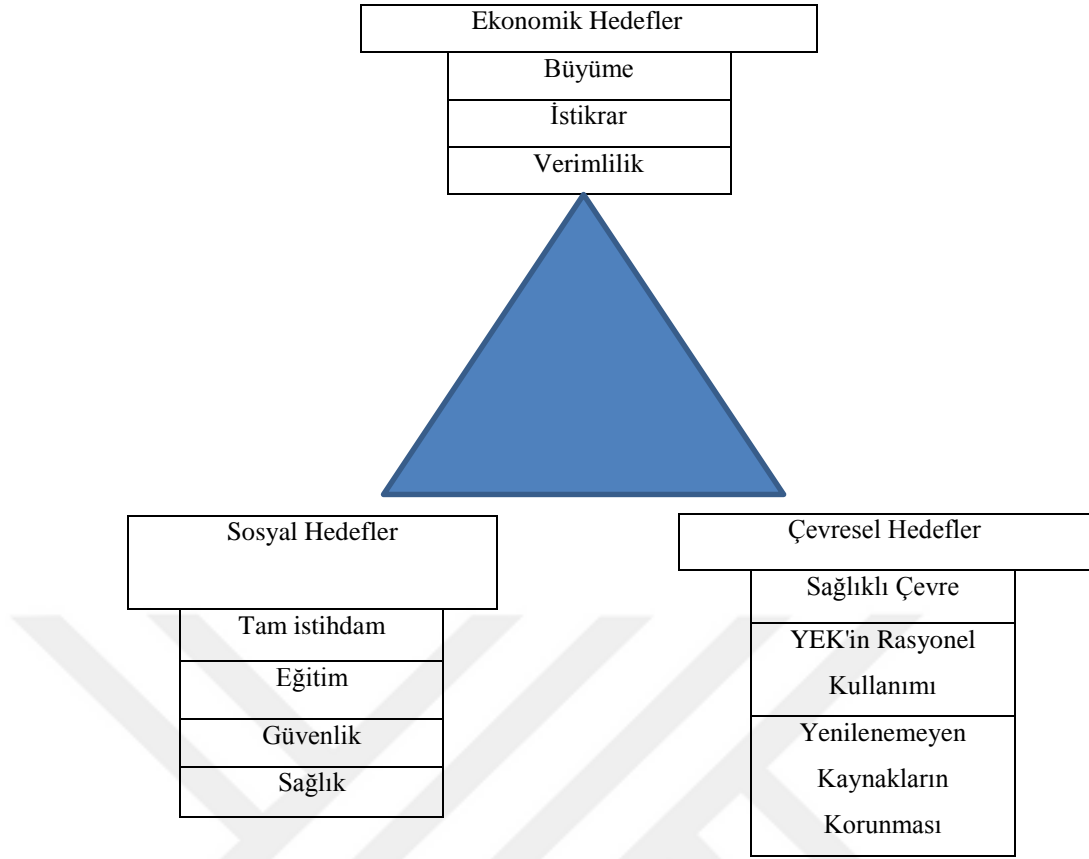 Ekonomik Hedefler
Büyüme
İstikrar
Verimlilik
Sosyal Hedefler
Tam istihdam
Eğitim
Güvenlik
Sağlık
Çevresel Hedefler
Sağlıklı Çevre
YEK'in Rasyonel
Kullanımı
Yenilenemeyen
Kaynakların
Korunması